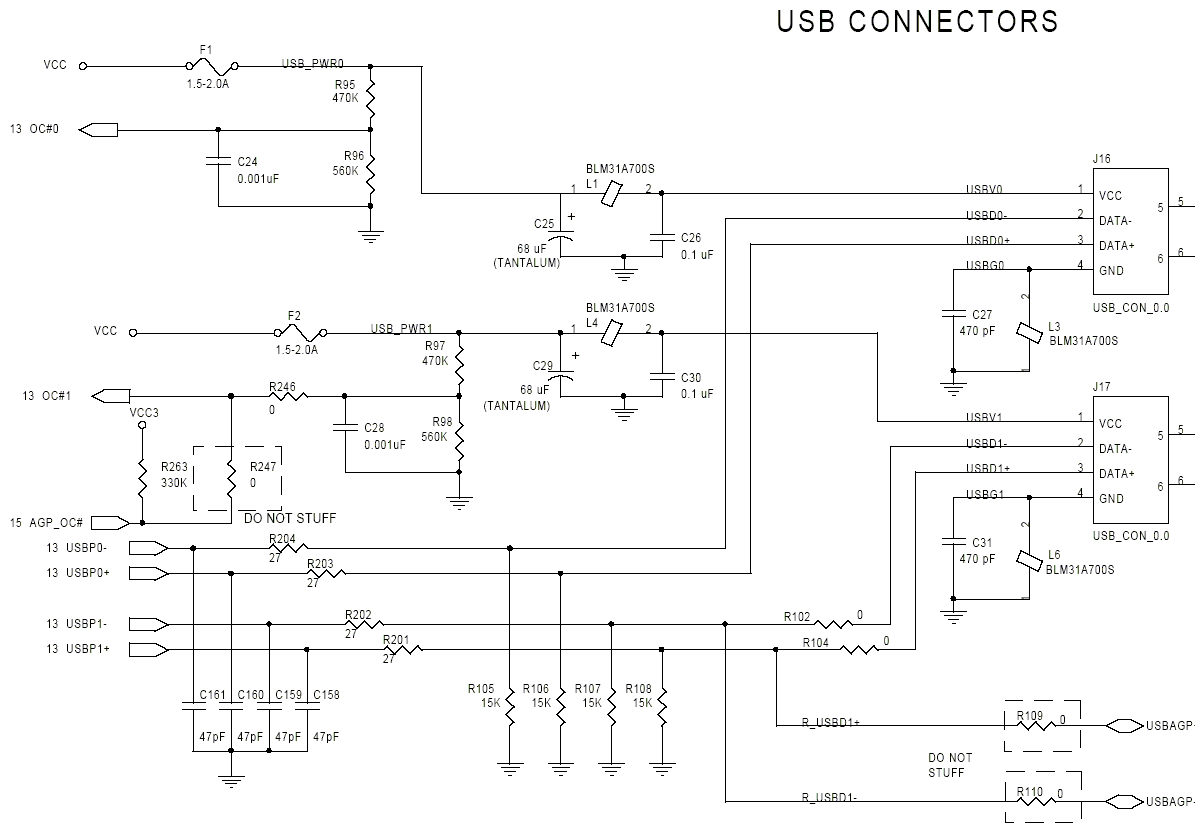 USB CONNECTORS
F1
VCC
USB_PWR0
1.5-2.0A
R95
470K
13 OC#0
C24
0.001uF
R96
560K
BLM31A700S
1 L1 2
C25
+
68 uF
(TANTALUM)
C26
0.1 uF
J16
USBV0 1 VCC
USBD0- 2 DATA-
USBD0+ 3 DATA+
USBG0 4 GND
5 5
6 6
USB_CON_0.0
C27
470 pF
2
L3
BLM31A700S
1
F2
VCC
USB_PWR1
1.5-2.0A
R97
470K
BLM31A700S
1 L4 2
C29
+
68 uF
(TANTALUM)
C30
0.1 uF
13 OC#1
R246
0
VCC3
C28
0.001uF
R98
560K
R263
330K
R247
0
DO NOT STUFF
15 AGP_OC#
J17
USBV1 1 VCC
USBD1- 2 DATA-
USBD1+ 3 DATA+
USBG1 4 GND
5 5
6 6
USB_CON_0.0
C31
470 pF
2
L6
BLM31A700S
1
13 USBP0-
R204
27
13 USBP0+
R203
27
13 USBP1-
R202
27
R102 0
13 USBP1+
R201
27
R104 0
C161 C160 C159 C158
47pF 47pF 47pF 47pF
R105
15K
R106
15K
R107
15K
R108
15K
R_USBD1+
R109 0
USBAGP-
DO NOT
STUFF
R_USBD1-
R110 0
USBAGP-